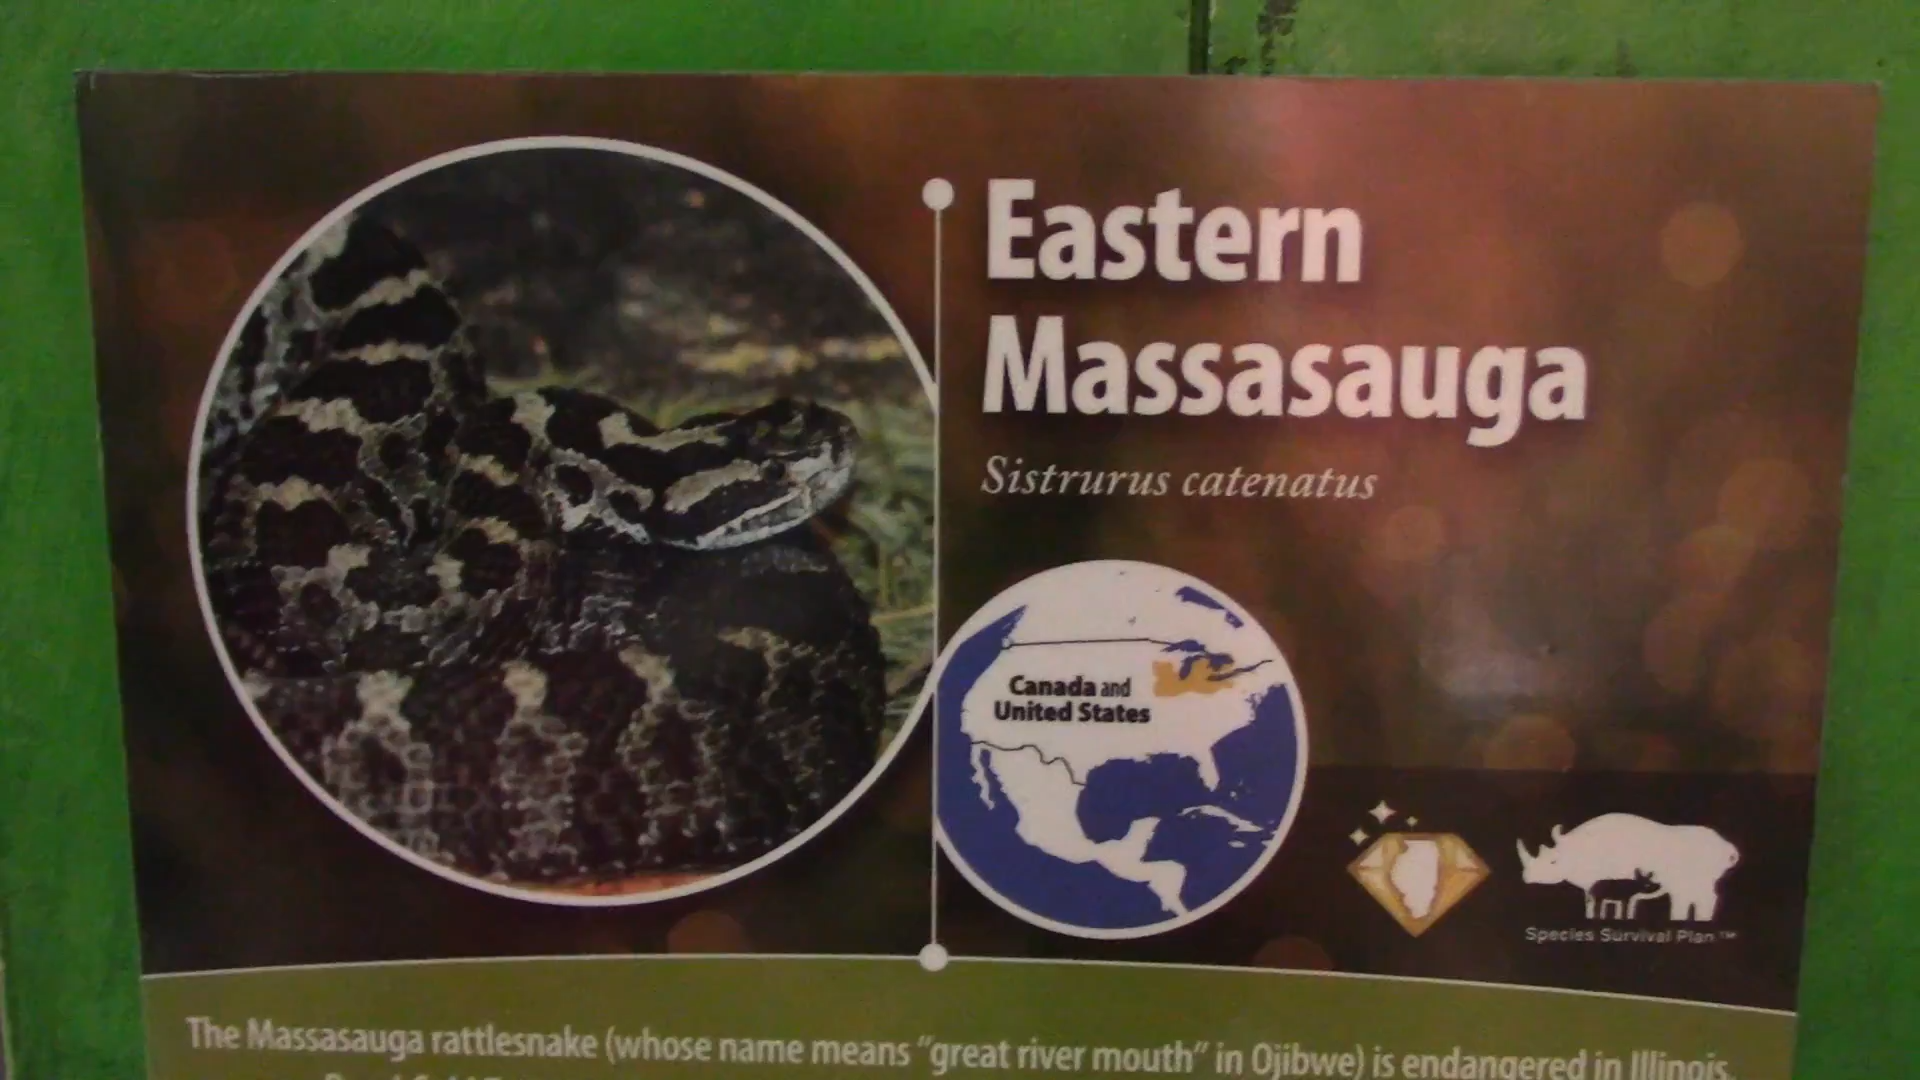 Eastern
Massasauga
Sistrurus catenatus
Canada and
United States
Species Survival Plan™
The Massasauga rattlesnake (whose name means "great river mouth" in Ojibwe) is endangered in Illinois.